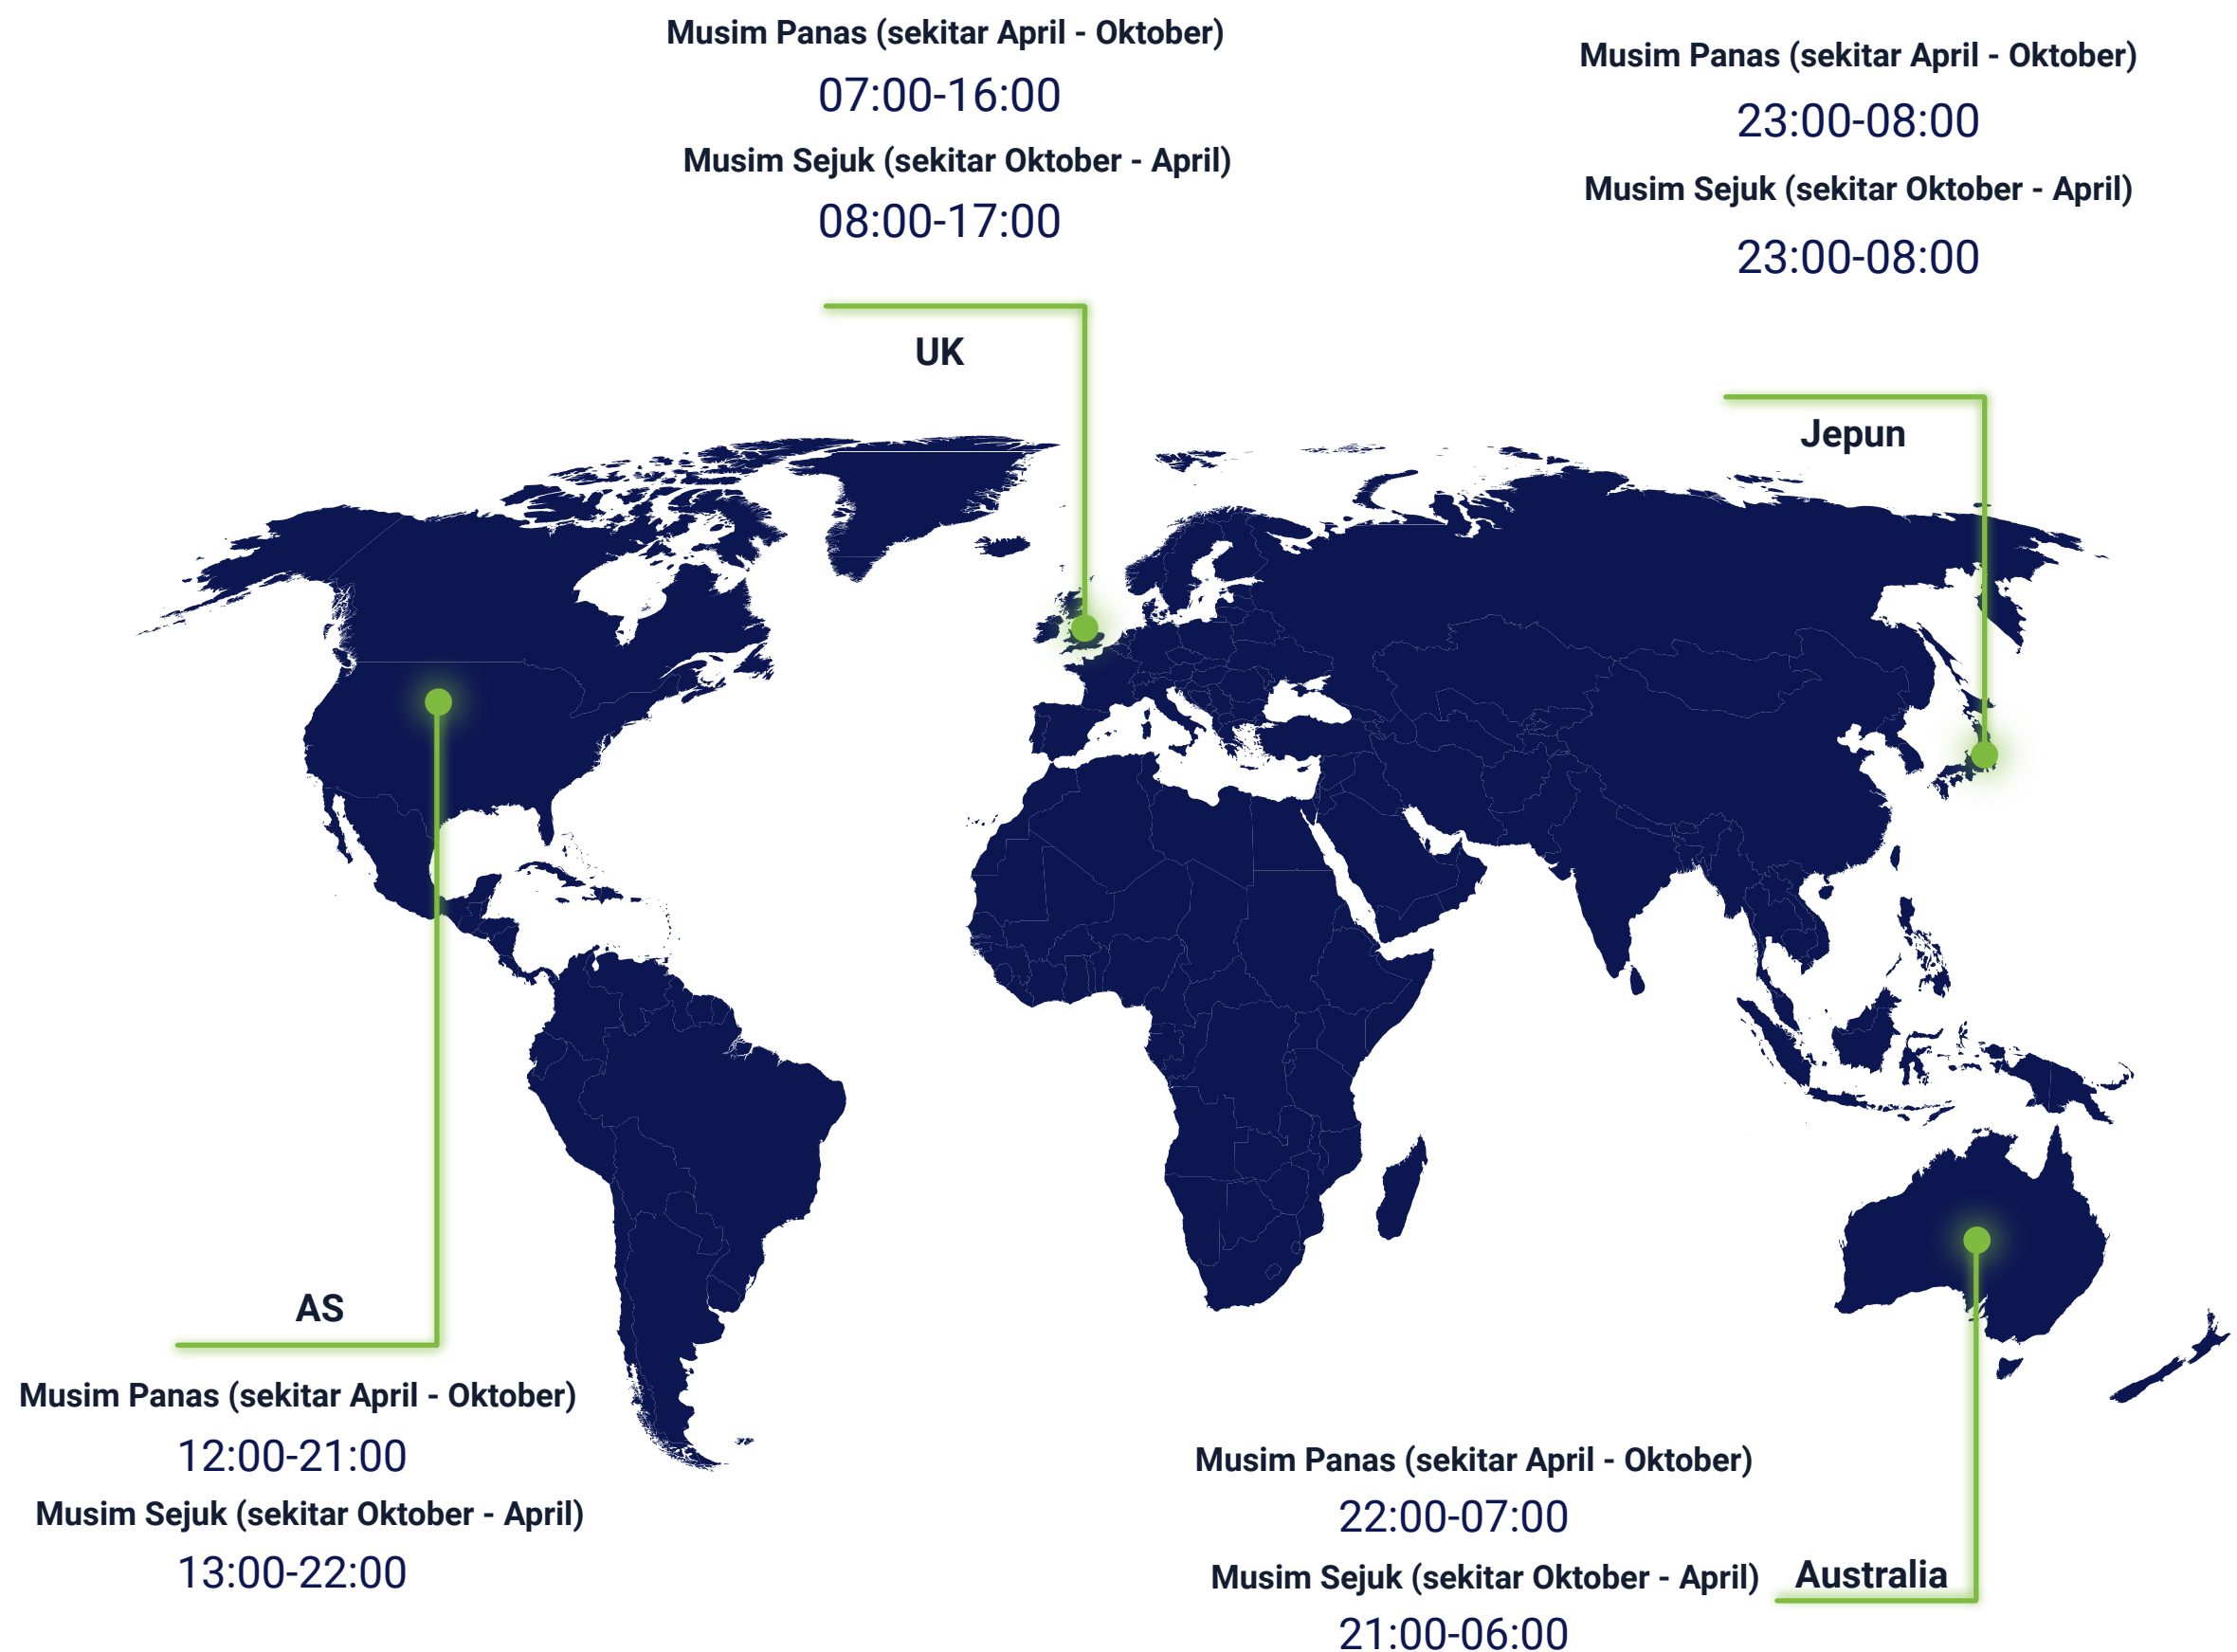 Musim Panas (sekitar April - Oktober)
07:00-16:00
Musim Sejuk (sekitar Oktober - April)
08:00-17:00
UK
Musim Panas (sekitar April - Oktober)
23:00-08:00
Musim Sejuk (sekitar Oktober - April)
23:00-08:00
Jepun
AS
Musim Panas (sekitar April - Oktober)
12:00-21:00
Musim Sejuk (sekitar Oktober - April)
13:00-22:00
Musim Panas (sekitar April - Oktober)
22:00-07:00
Musim Sejuk (sekitar Oktober - April)
21:00-06:00
Australia